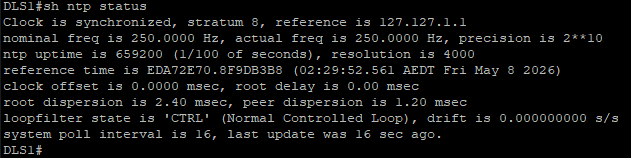 DLS1#sh ntp status
Clock is synchronized, stratum 8, reference is 127.127.1.1
nominal freq is 250.0000 Hz, actual freq is 250.0000 Hz, precision is 2**10
ntp uptime is 659200 (1/100 of seconds), resolution is 4000
reference time is EDA72E70.8F9DB3B8 (02:29:52.561 AEDT Fri May 8 2026)
clock offset is 0.0000 msec, root delay is 0.00 msec
root dispersion is 2.40 msec, peer dispersion is 1.20 msec
loopfilter state is 'CTRL' (Normal Controlled Loop), drift is 0.000000000 s/s
system poll interval is 16, last update was 16 sec ago.
DLS1#